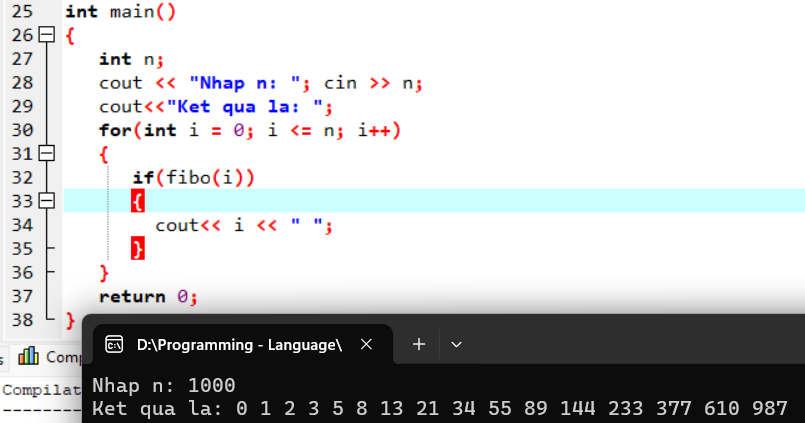 25 int main()
26 {
27 int n;
28 cout << "Nhap n: "; cin >> n;
29 cout<<"Ket qua la: ";
30 for(int i = 0; i <= n; i++)
31 {
32 if(fibo(i))
33 {
34 cout<< i << " ";
35 }
36 }
37 return 0;
38 }
D:\Programming - Language\
Nhap n: 1000
Ket qua la: 0 1 2 3 5 8 13 21 34 55 89 144 233 377 610 987